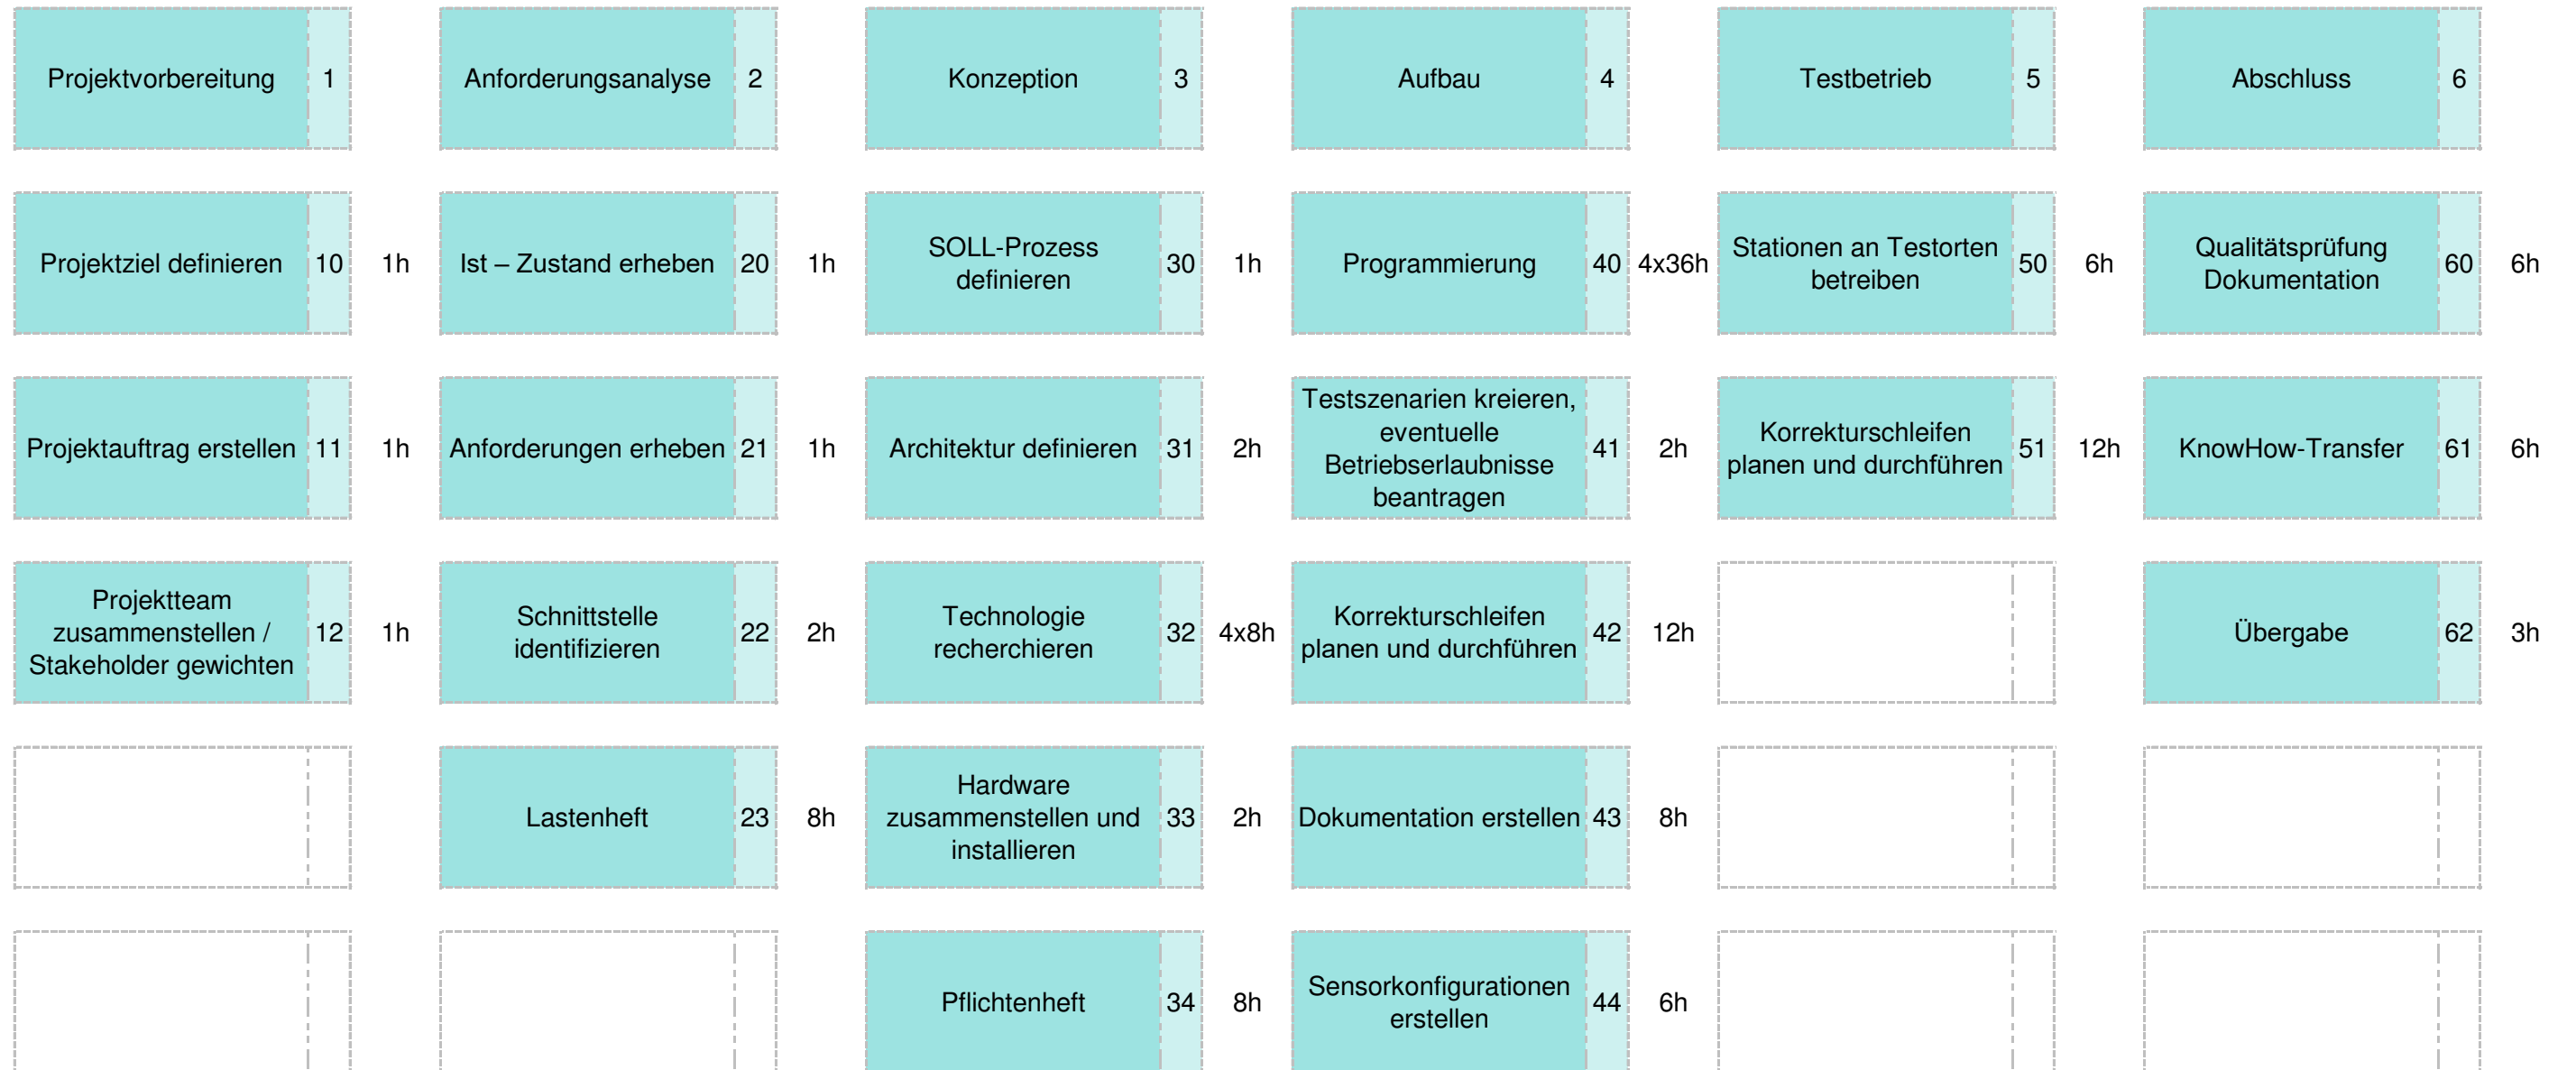 Projektvorbereitung 1 Anforderungsanalyse 2 Konzeption 3 Aufbau 4 Testbetrieb 5 Abschluss 6
Projektziel definieren 10 1h
Ist – Zustand erheben 20 1h
SOLL-Prozess
definieren
30 1h
Programmierung 40 4x36h
Stationen an Testorten
betreiben
50 6h
Qualitätsprüfung
Dokumentation
60 6h
Projektauftrag erstellen 11 1h
Anforderungen erheben 21 1h
Architektur definieren 31 2h
Testszenarien kreieren,
eventuelle
Betriebserlaubnisse
beantragen
41 2h
Korrekturschleifen
planen und durchführen
51 12h
KnowHow-Transfer 61 6h
Projektteam
zusammenstellen /
Stakeholder gewichten
12 1h
Schnittstelle
identifizieren
22 2h
Technologie
recherchieren
32 4x8h
Korrekturschleifen
planen und durchführen
42 12h
Übergabe 62 3h
Lastenheft 23 8h
Hardware
zusammenstellen und
installieren
33 2h
Dokumentation erstellen 43 8h
Pflichtenheft 34 8h
Sensorkonfigurationen
erstellen
44 6h